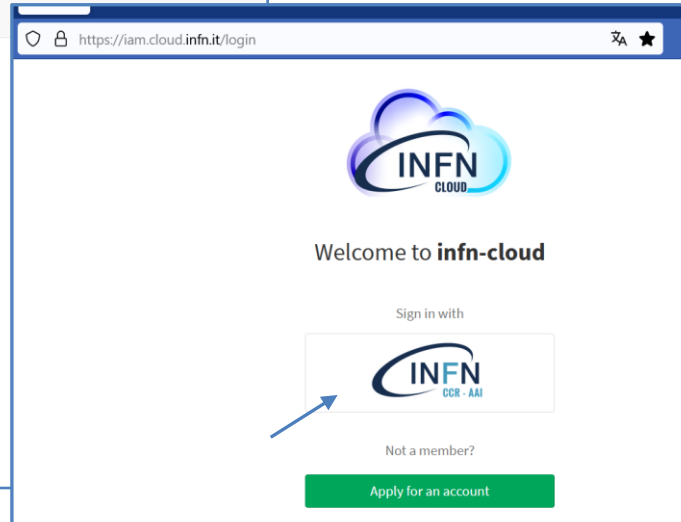 https://iam.cloud.infn.it/login
INFN
CLOUD
Welcome to infn-cloud
Sign in with
INFN
CCR - AAI
Not a member?
Apply for an account